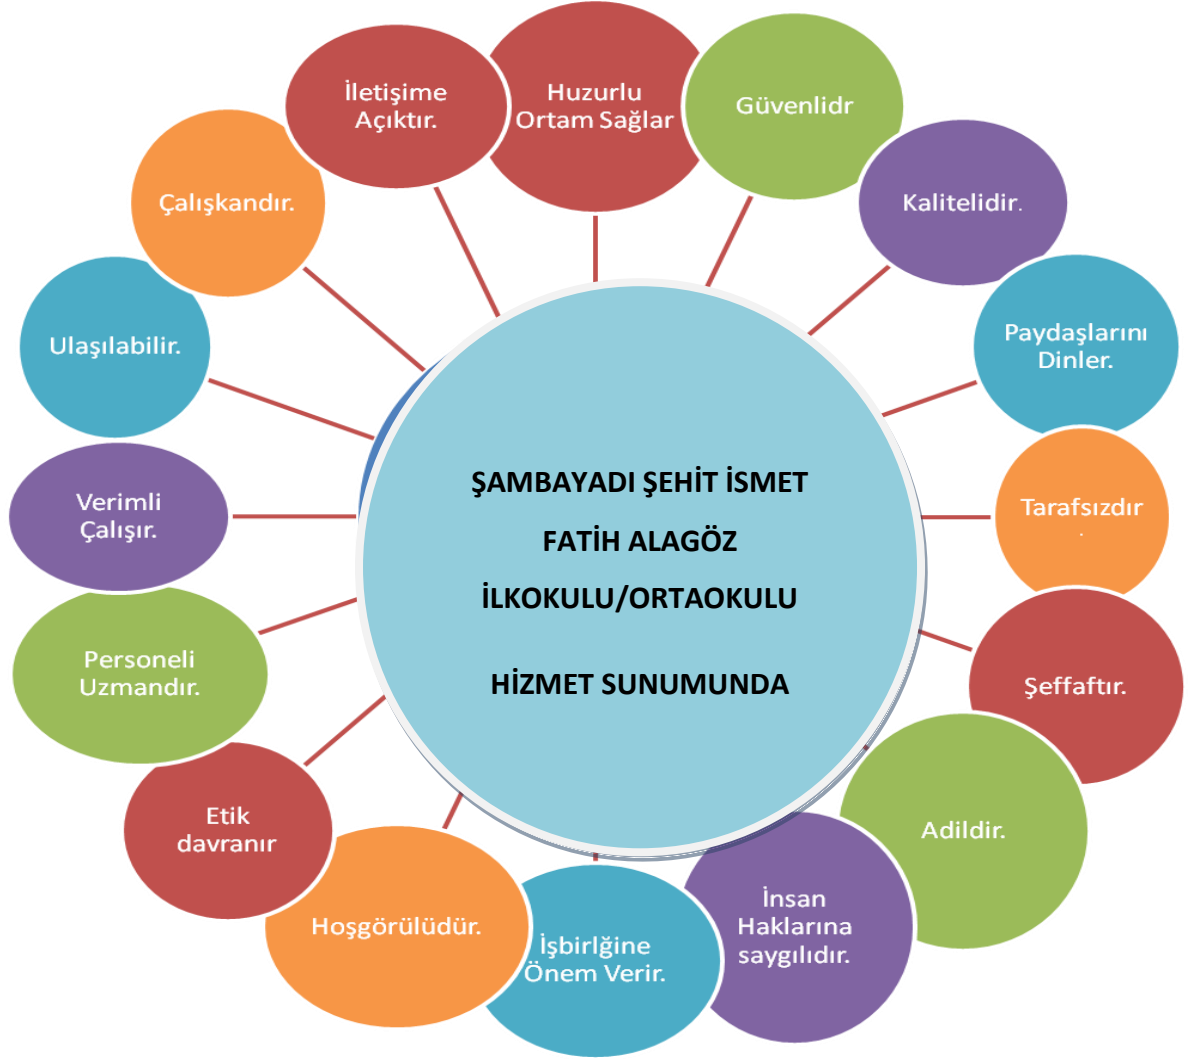 Huzurlu
Ortam Sağlar
Güvenlidr
Kalitelidir.
Paydaşlarını
Dinler.
Tarafsızdır
.
Şeffaftır.
Adildir.
İnsan
Haklarına
saygılıdır.
İşbirlğine
Önem Verir.
Hoşgörülüdür.
Etik
davranır
Personeli
Uzmandır.
Verimli
Çalışır.
Ulaşılabilir.
Çalışkandır.
İletişime
Açıktır.
ŞAMBAYADI ŞEHİT İSMET
FATİH ALAGÖZ
İLKOKULU/ORTAOKULU
HİZMET SUNUMUNDA